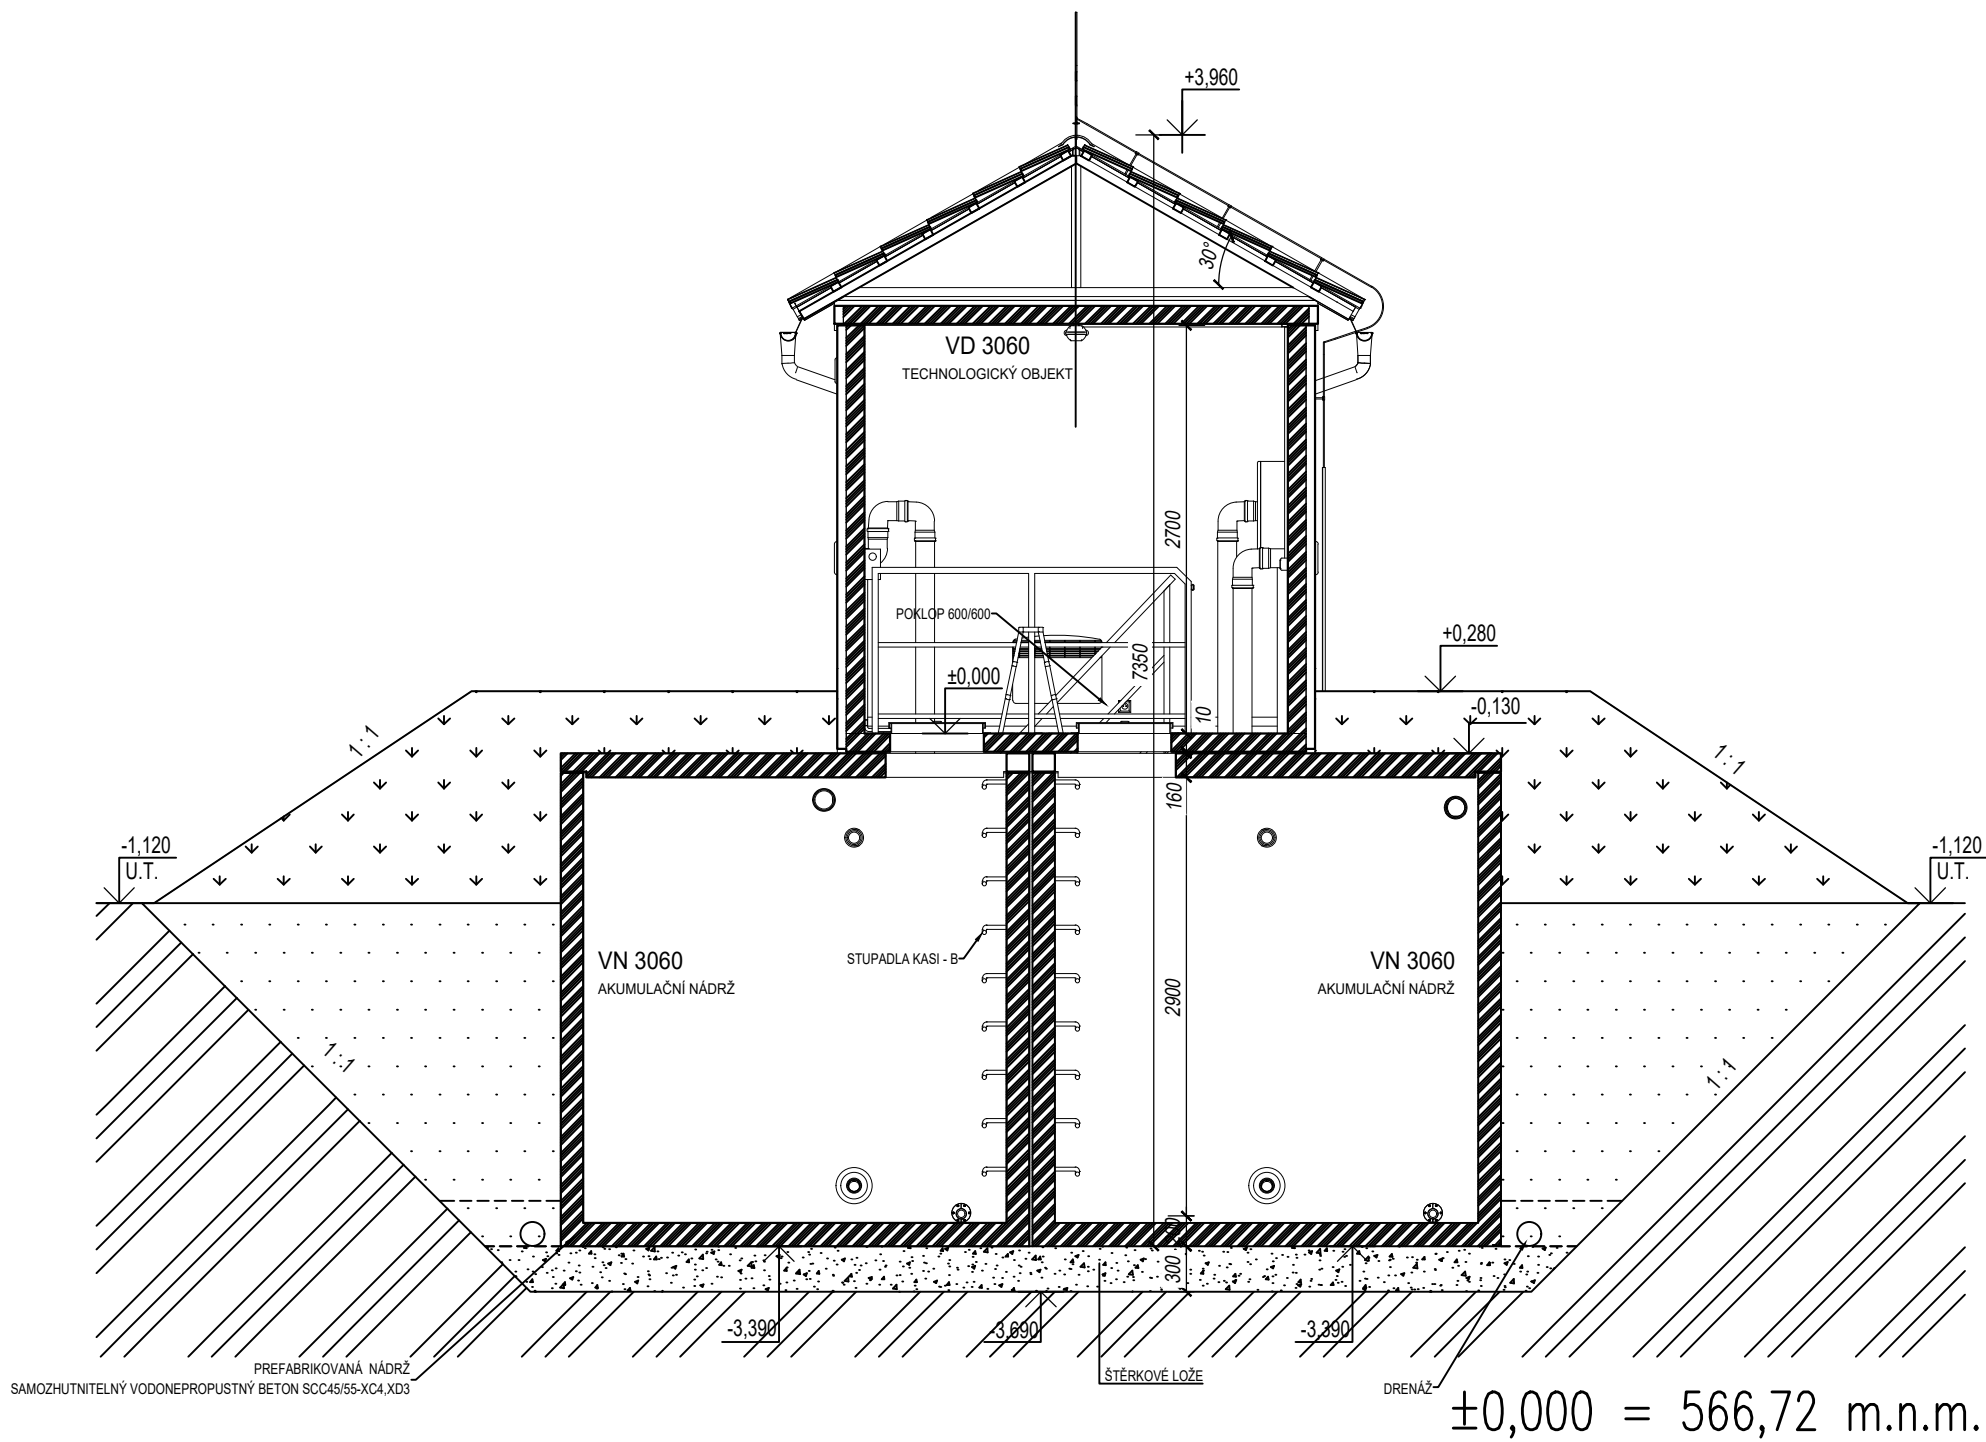 +3,960
30°
VD 3060
TECHNOLOGICKÝ OBJEKT
2700
POKLOP 600/600
7350
+0,280
±0,000
10
-0,130
1:1
1:1
160
-1,120
U.T.
-1,120
U.T.
VN 3060
AKUMULAČNÍ NÁDRŽ
STUPADLA KASI - B
2900
VN 3060
AKUMULAČNÍ NÁDRŽ
1:1
1:1
300
-3,390
-3,690
-3,390
PREFABRIKOVANÁ NÁDRŽ
SAMOZHUTNITELNÝ VODONEPROPUSTNÝ BETON SCC45/55-XC4,XD3
ŠTĚRKOVÉ LOŽE
DRENÁŽ
±0,000 = 566,72 m.n.m.